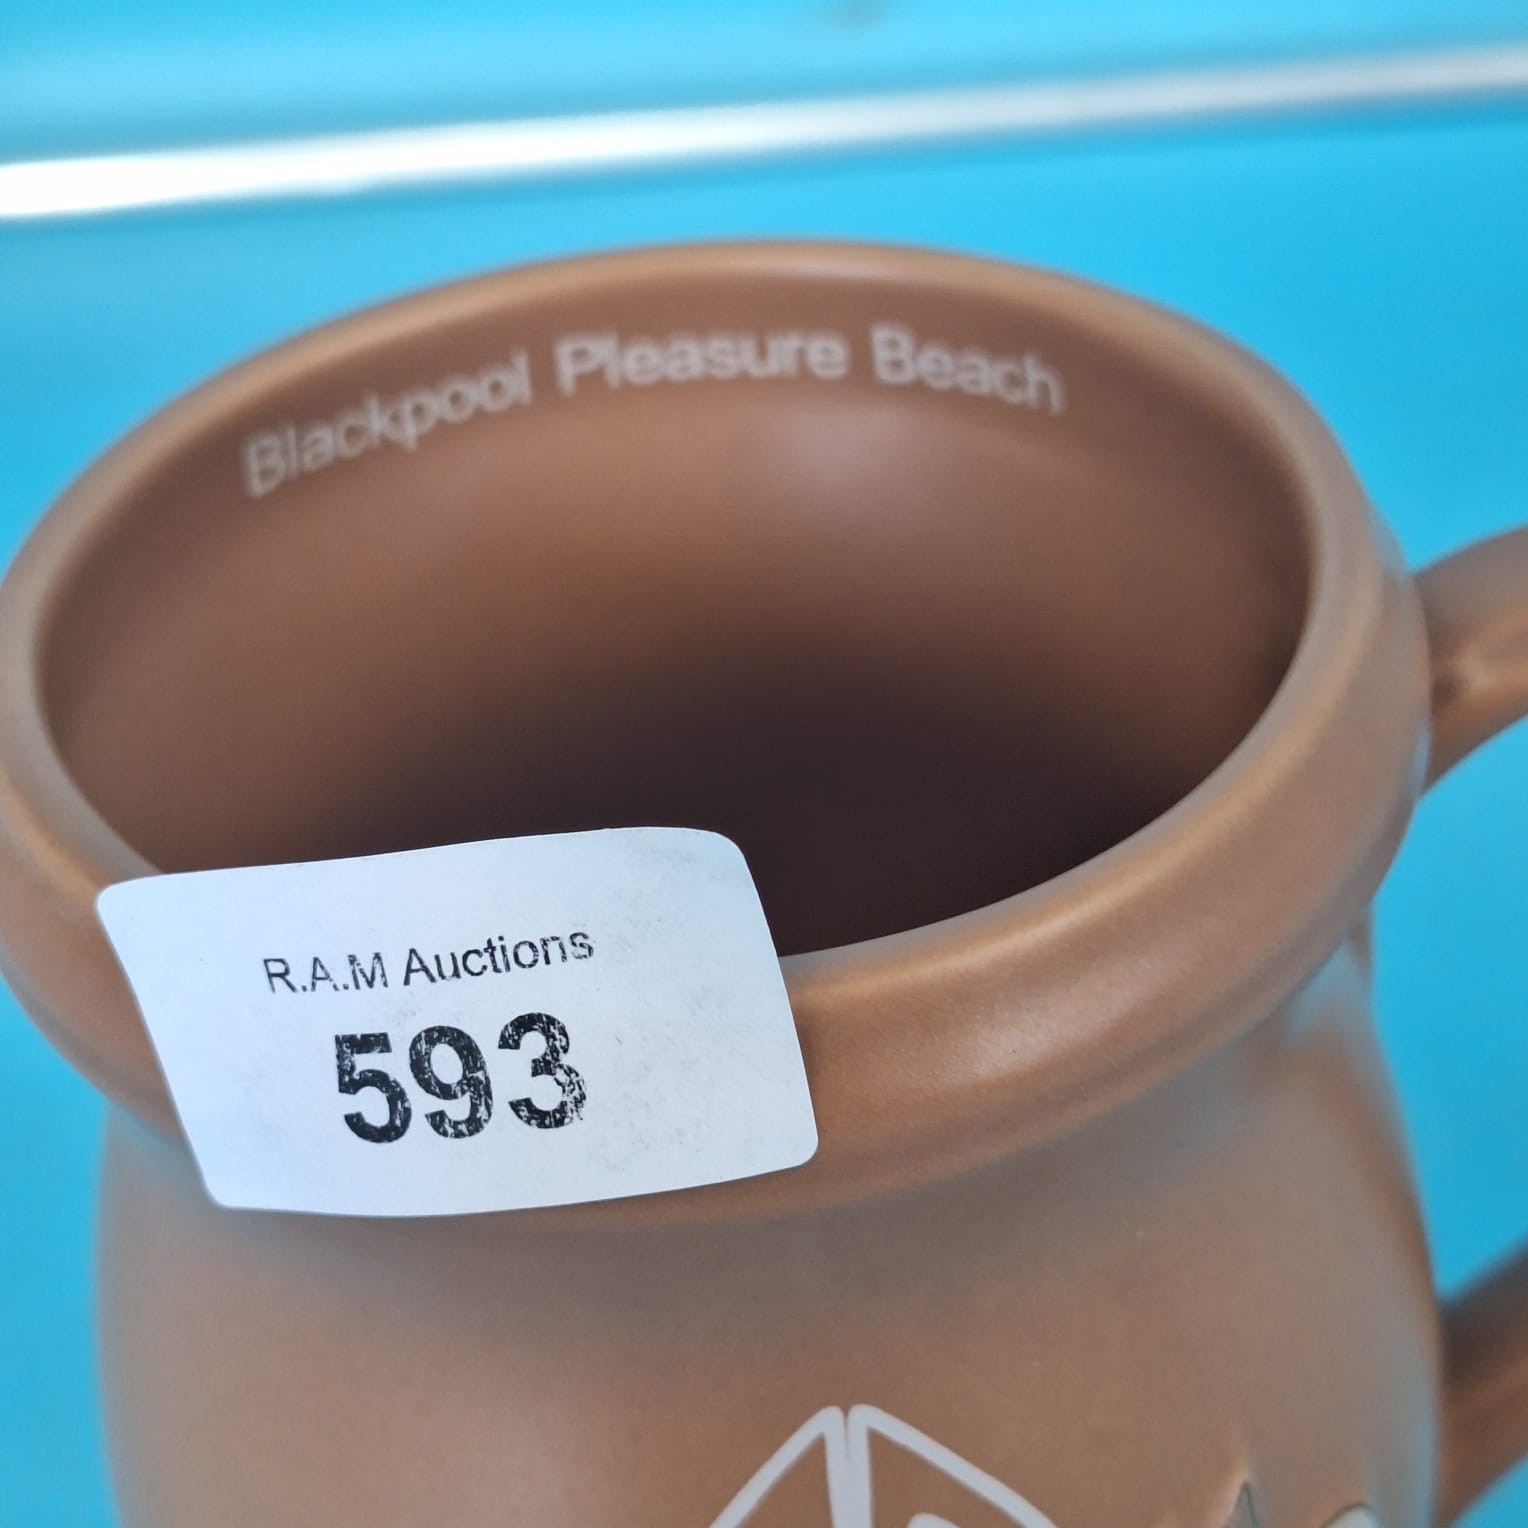 Blackpool Pleasure Beach
R.A.M Auctions
593